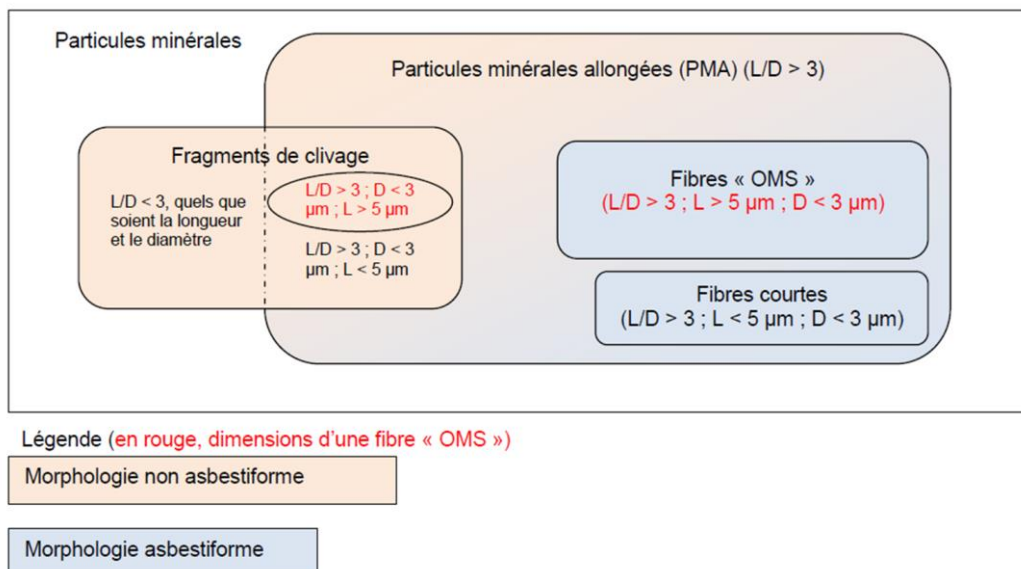 Particules minérales
Particules minérales allongées (PMA) (L/D > 3)
Fragments de clivage
L/D < 3, quels que
soient la longueur
et le diamètre
L/D > 3 ; D < 3
µm ; L > 5 µm
L/D > 3 ; D < 3
µm ; L < 5 µm
Fibres « OMS »
(L/D > 3 ; L > 5 µm ; D < 3 µm)
Fibres courtes
(L/D > 3 ; L < 5 µm ; D < 3 µm)
Légende (en rouge, dimensions d’une fibre « OMS »)
Morphologie non asbestiforme
Morphologie asbestiforme